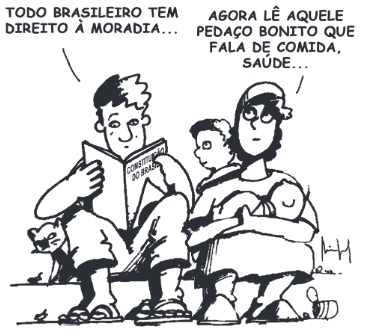 TODO BRASILEIRO TEM
DIREITO À MORADIA...
AGORA LÊ AQUELE
PEDAÇO BONITO QUE
FALA DE COMIDA,
SAÚDE...
CONSTITUIÇÃO
DO BRASIL